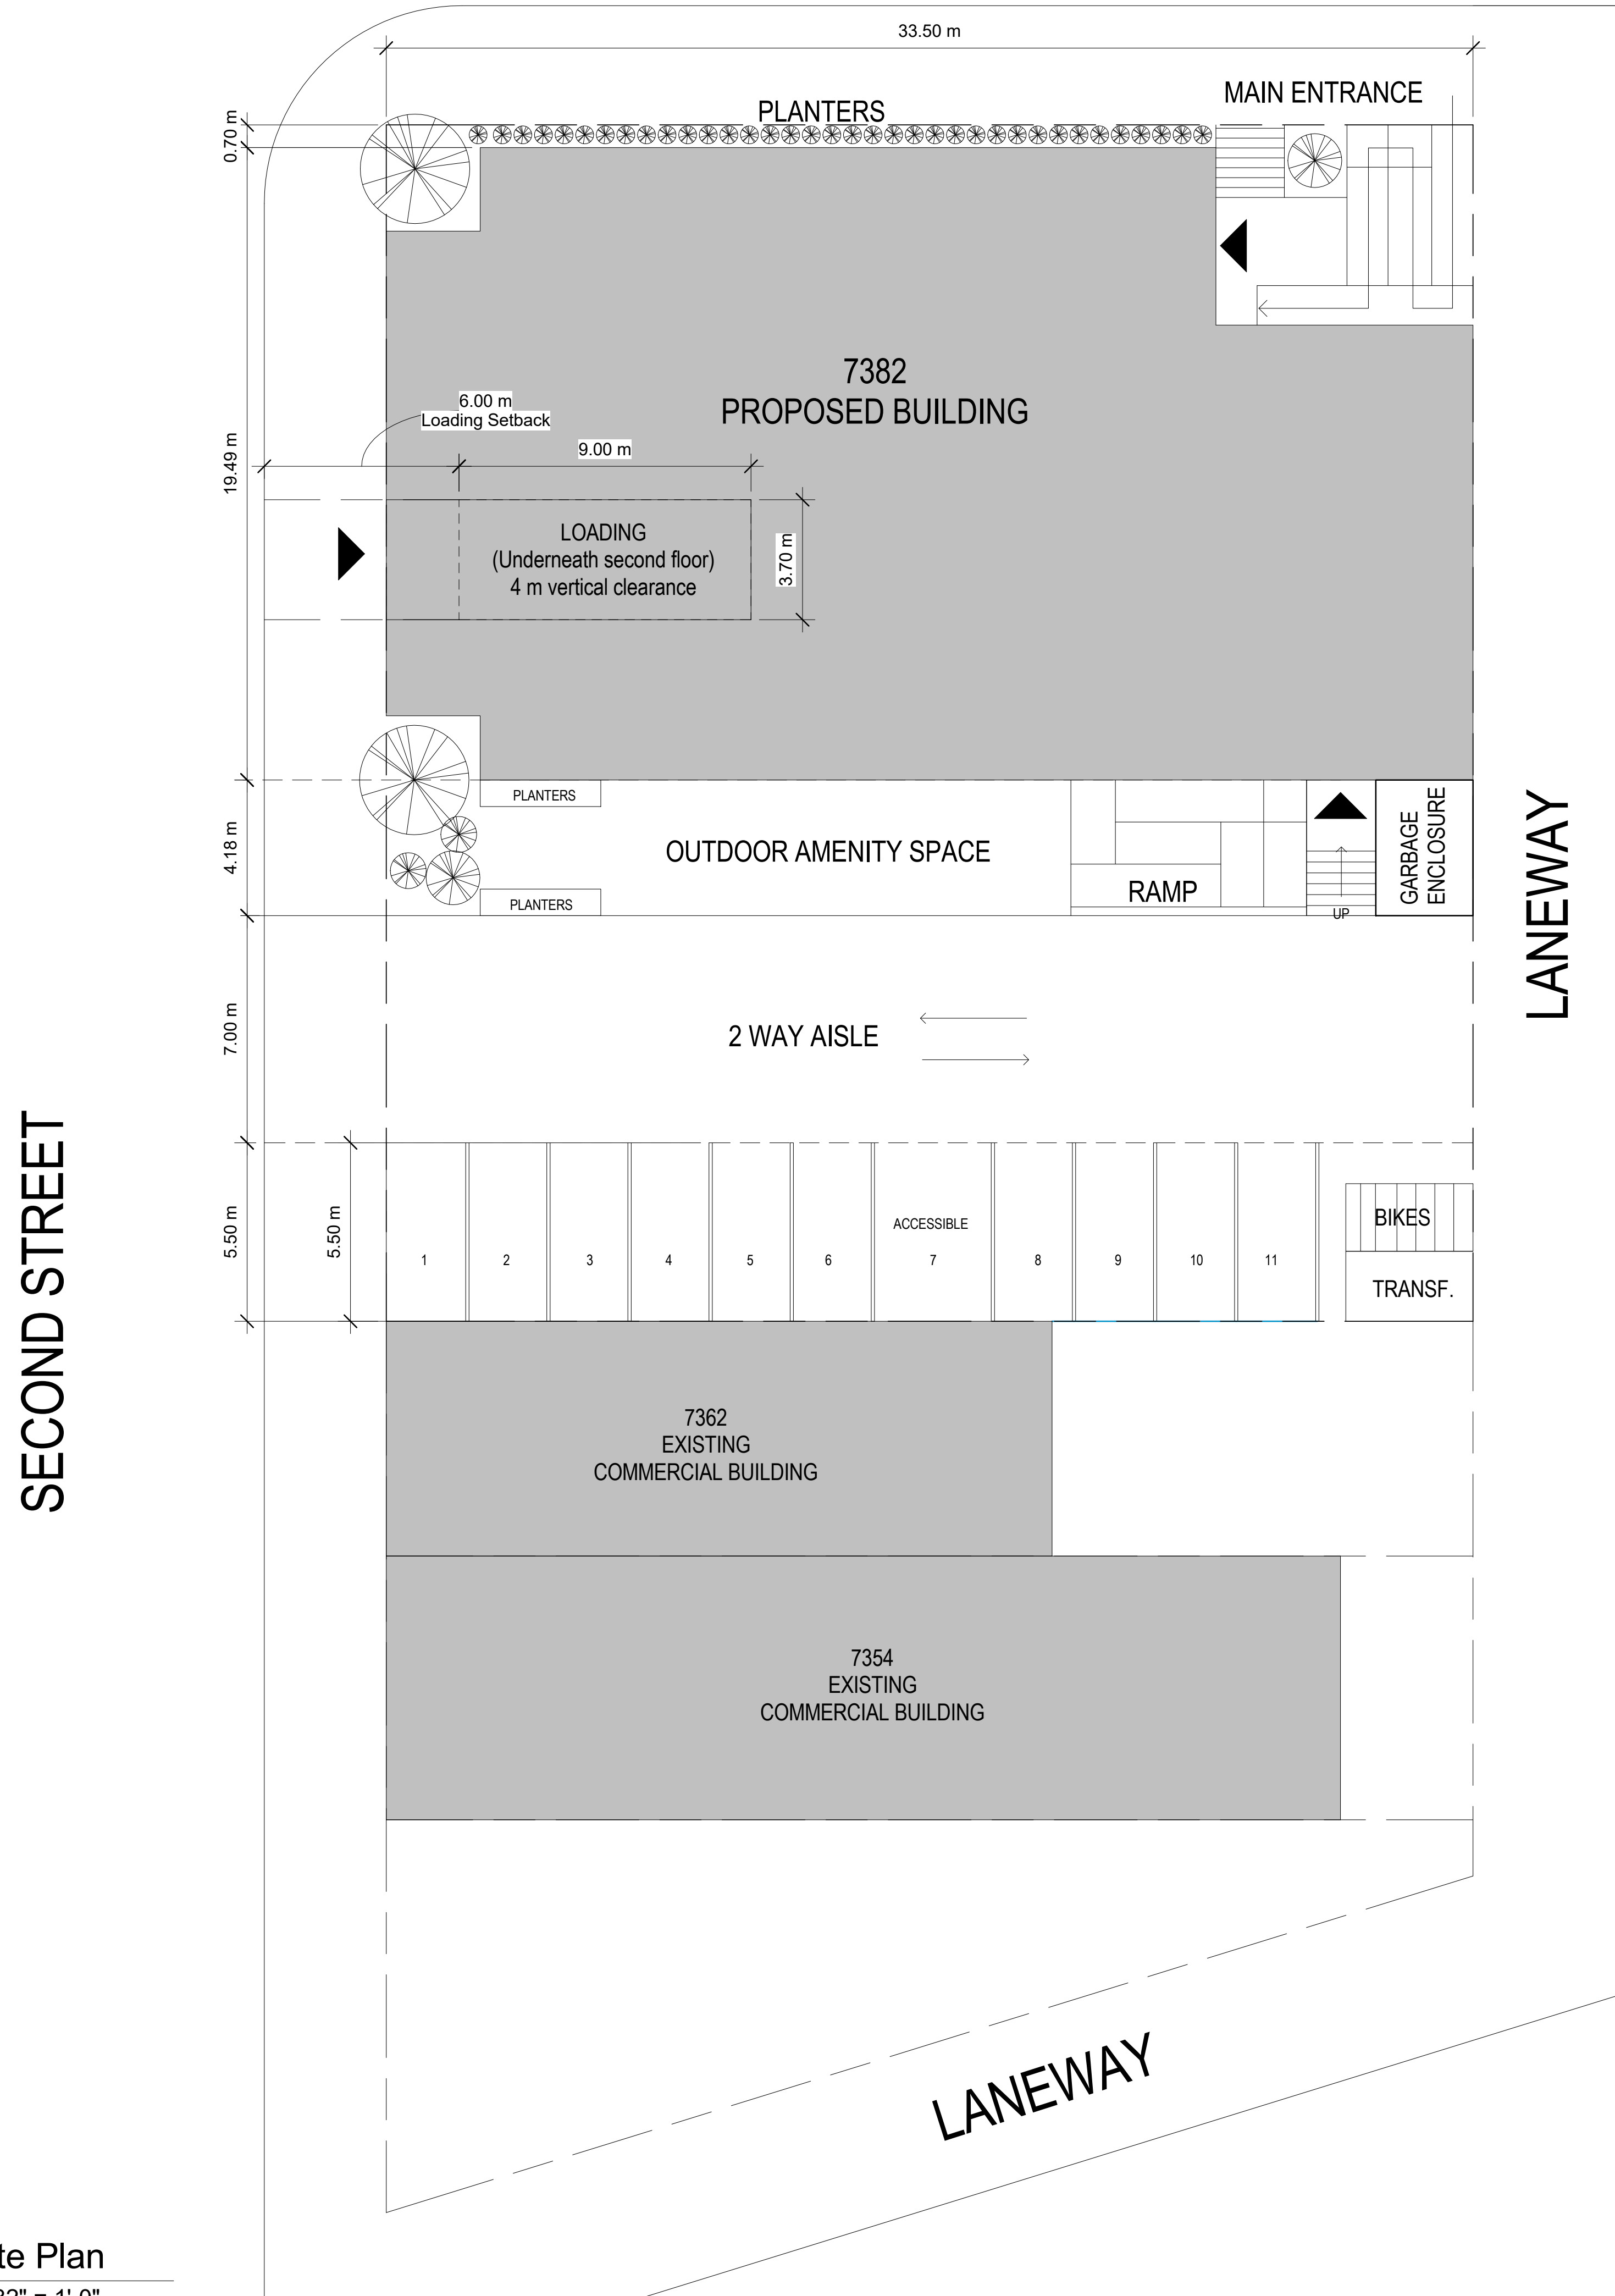 33.50 m
MAIN ENTRANCE
PLANTERS
0.70 m
7382
PROPOSED BUILDING
6.00 m
Loading Setback
9.00 m
19.49 m
LOADING
(Underneath second floor)
4 m vertical clearance
3.70 m
PLANTERS
OUTDOOR AMENITY SPACE
4.18 m
PLANTERS
RAMP
UP
GARBAGE
ENCLOSURE
LANEWAY
7.00 m
2 WAY AISLE
SECOND STREET
5.50 m
5.50 m
ACCESSIBLE
1
2
3
4
5
6
7
8
9
10
11
BIKES
TRANSF.
7362
EXISTING
COMMERCIAL BUILDING
7354
EXISTING
COMMERCIAL BUILDING
LANEWAY
te Plan